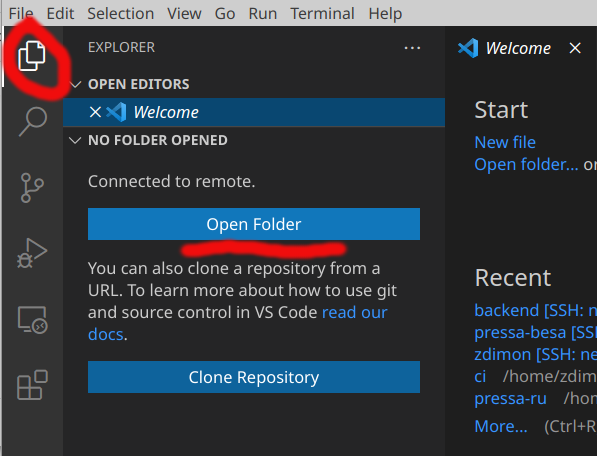 File Edit Selection View Go Run Terminal Help
EXPLORER ...
OPEN EDITORS
Welcome
NO FOLDER OPENED
Connected to remote.
Open Folder
You can also clone a repository from a
URL. To learn more about how to use git
and source control in VS Code read our
docs.
Clone Repository
Welcome
Start
New file
Open folder... or
Recent
backend [SSH: n
pressa-besa [SS
zdimon [SSH: ne
ci /home/zdim
pressa-ru /hom
More... (Ctrl+R